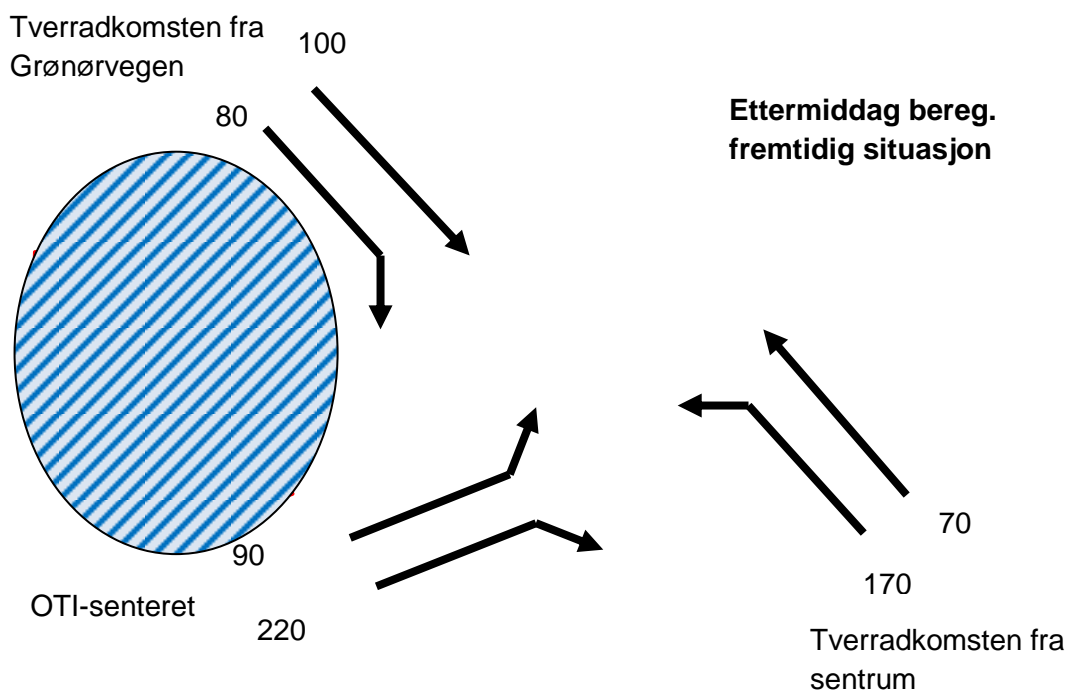 Tverradkomsten fra
Grønørvegen
100
80
Ettermiddag bereg.
fremtidig situasjon
90
OTI-senteret
220
70
170
Tverradkomsten fra
sentrum